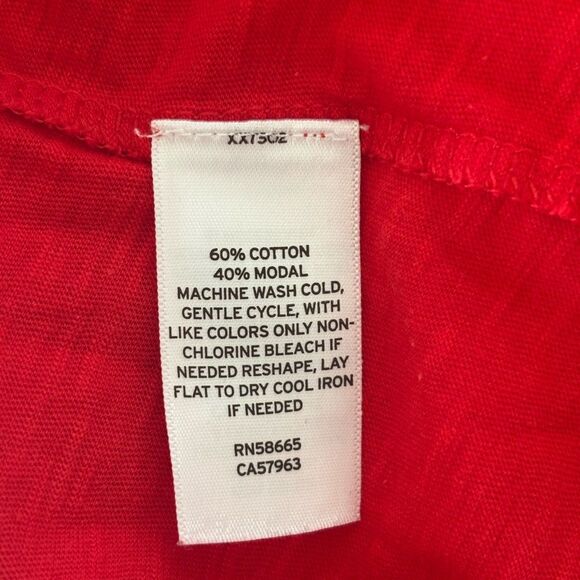 60% COTTON
40% MODAL
MACHINE WASH COLD,
GENTLE CYCLE, WITH
LIKE COLORS ONLY NON-
CHLORINE BLEACH IF
NEEDED RESHAPE, LAY
FLAT TO DRY COOL IRON
IF NEEDED
RN58665
CA57963